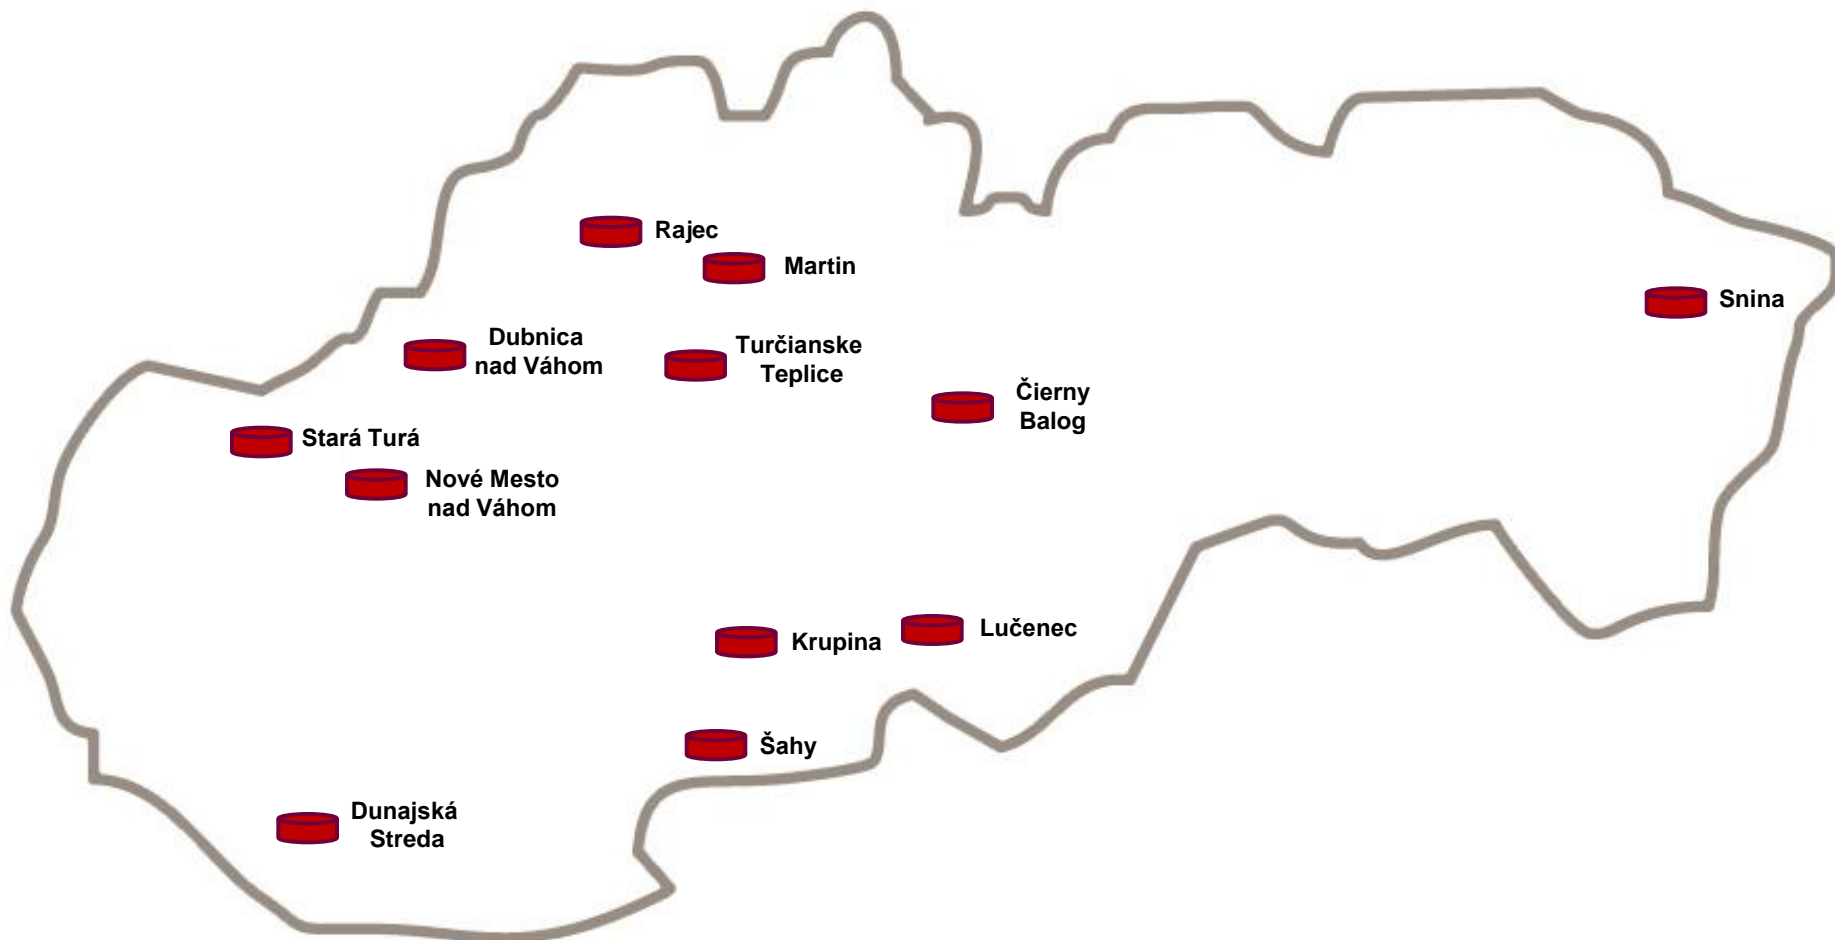 Rajec
Martin
Snina
Dubnica
nad Váhom
Turčianske
Teplice
Čierny
Balog
Stará Turá
Nové Mesto
nad Váhom
Lučenec
Krupina
Šahy
Dunajská
Streda